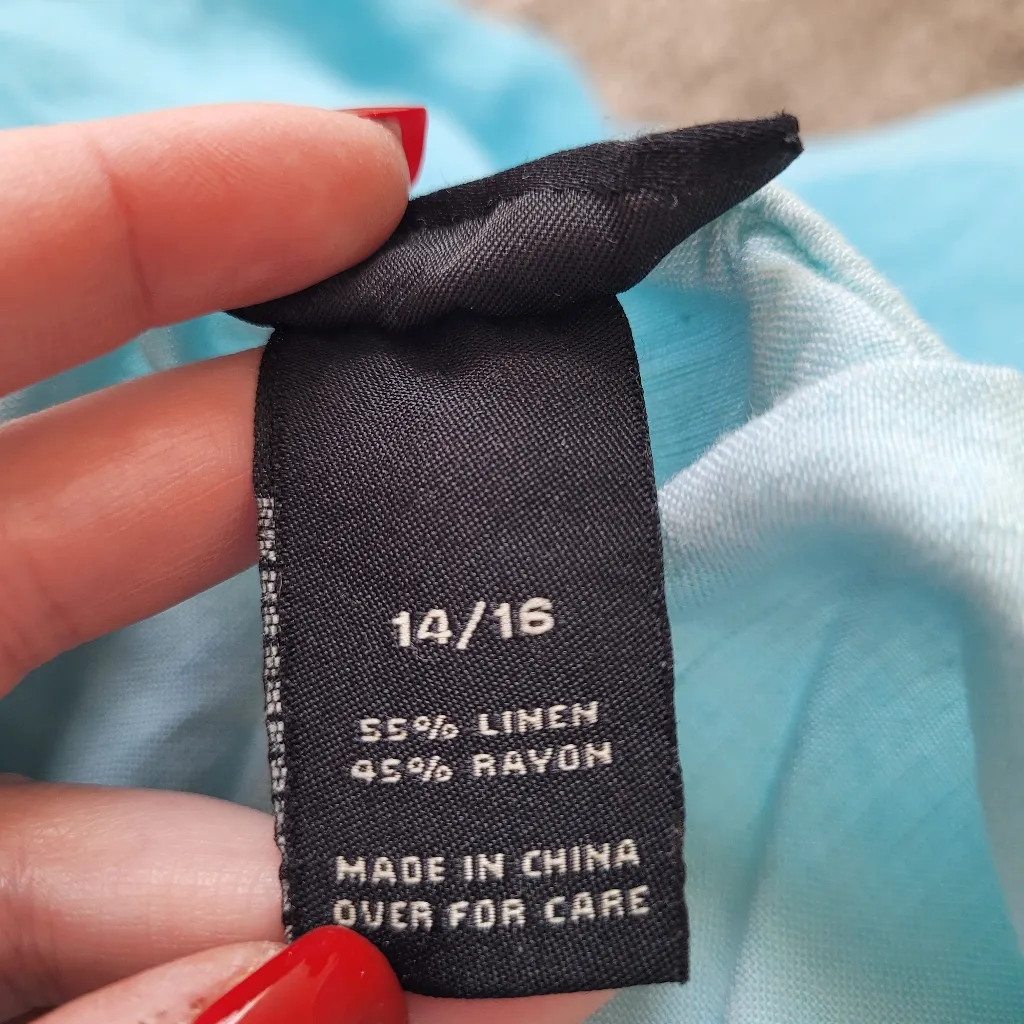 14/16
55% LINEN
45% RAYON
MADE IN CHINA
OVER FOR CARE